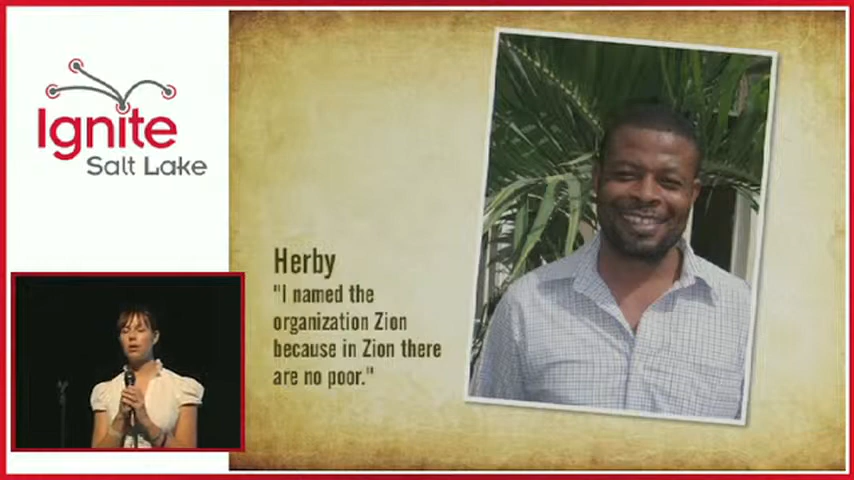 Ignite
Salt Lake
Herby
"I named the
organization Zion
because in Zion there
are no poor."